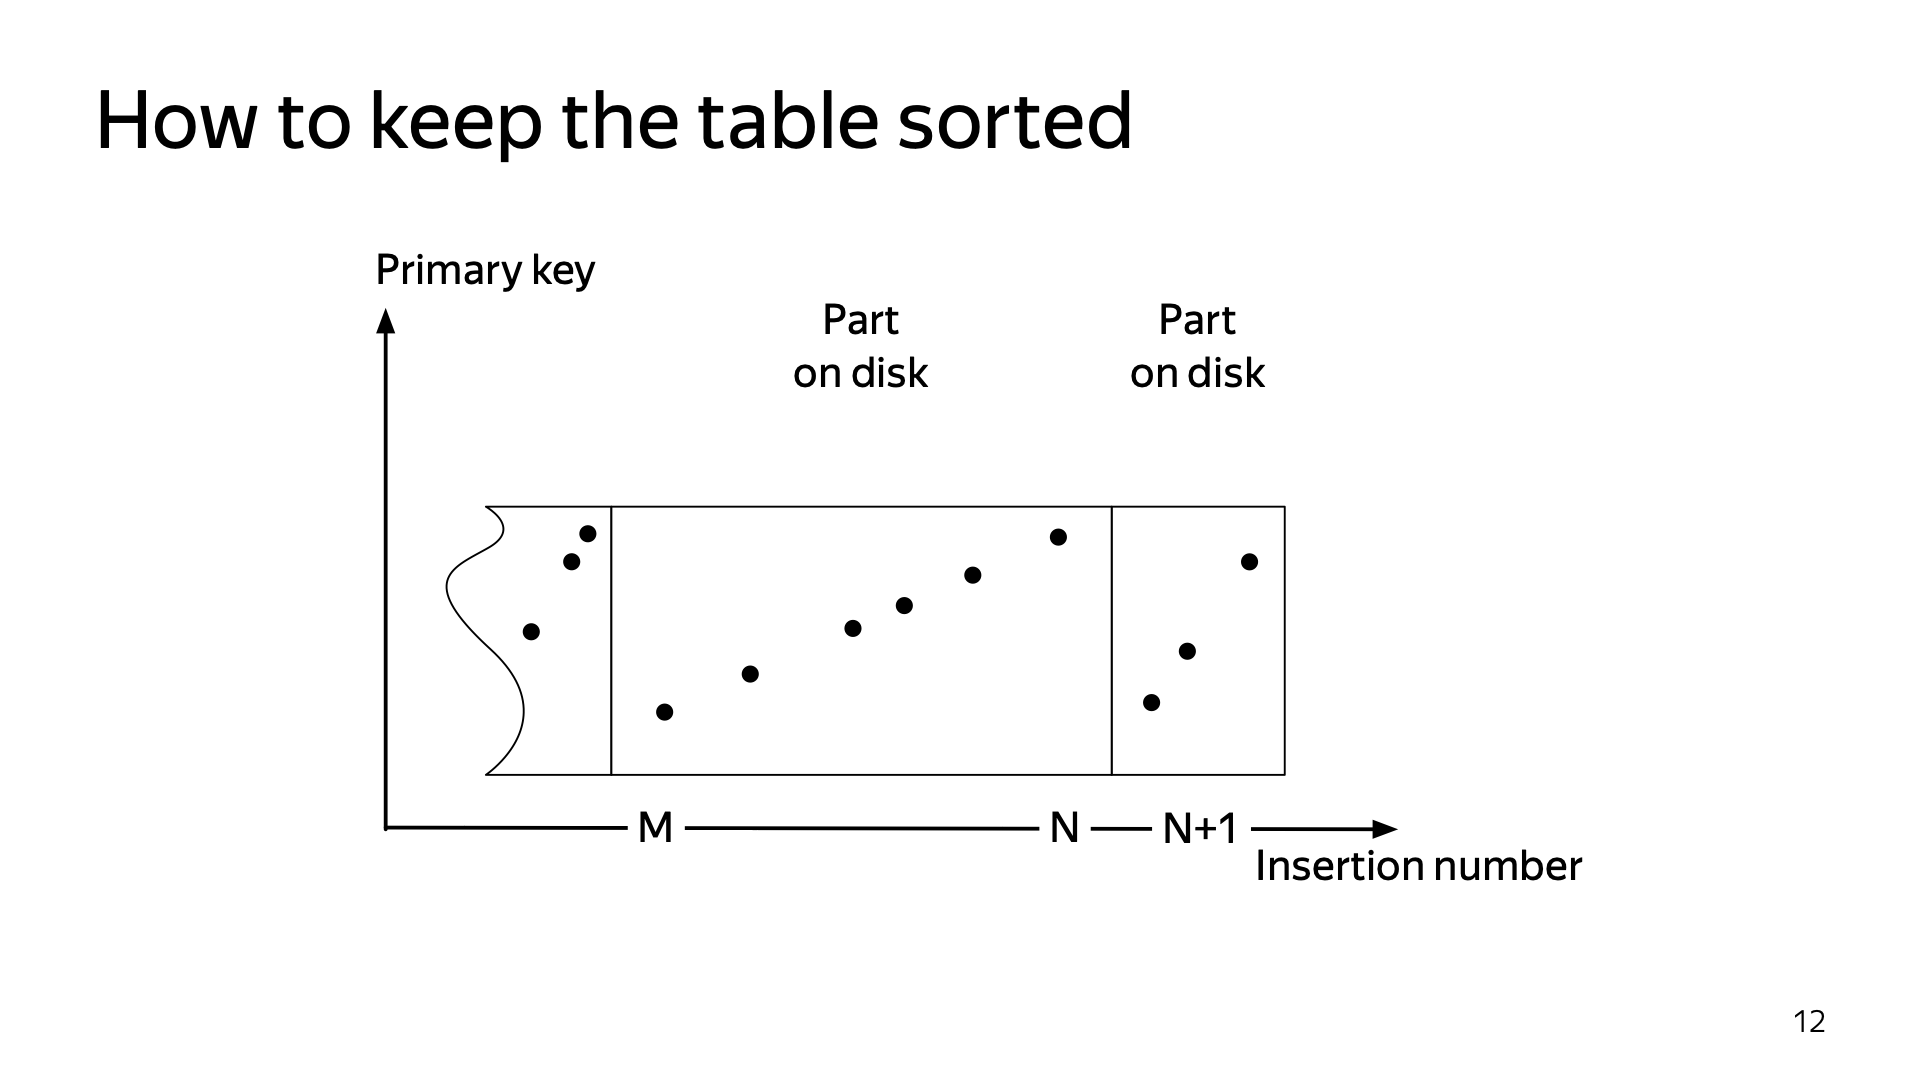 How to keep the table sorted
Primary key
Part
on disk
Part
on disk
M
N
N+1
Insertion number
12